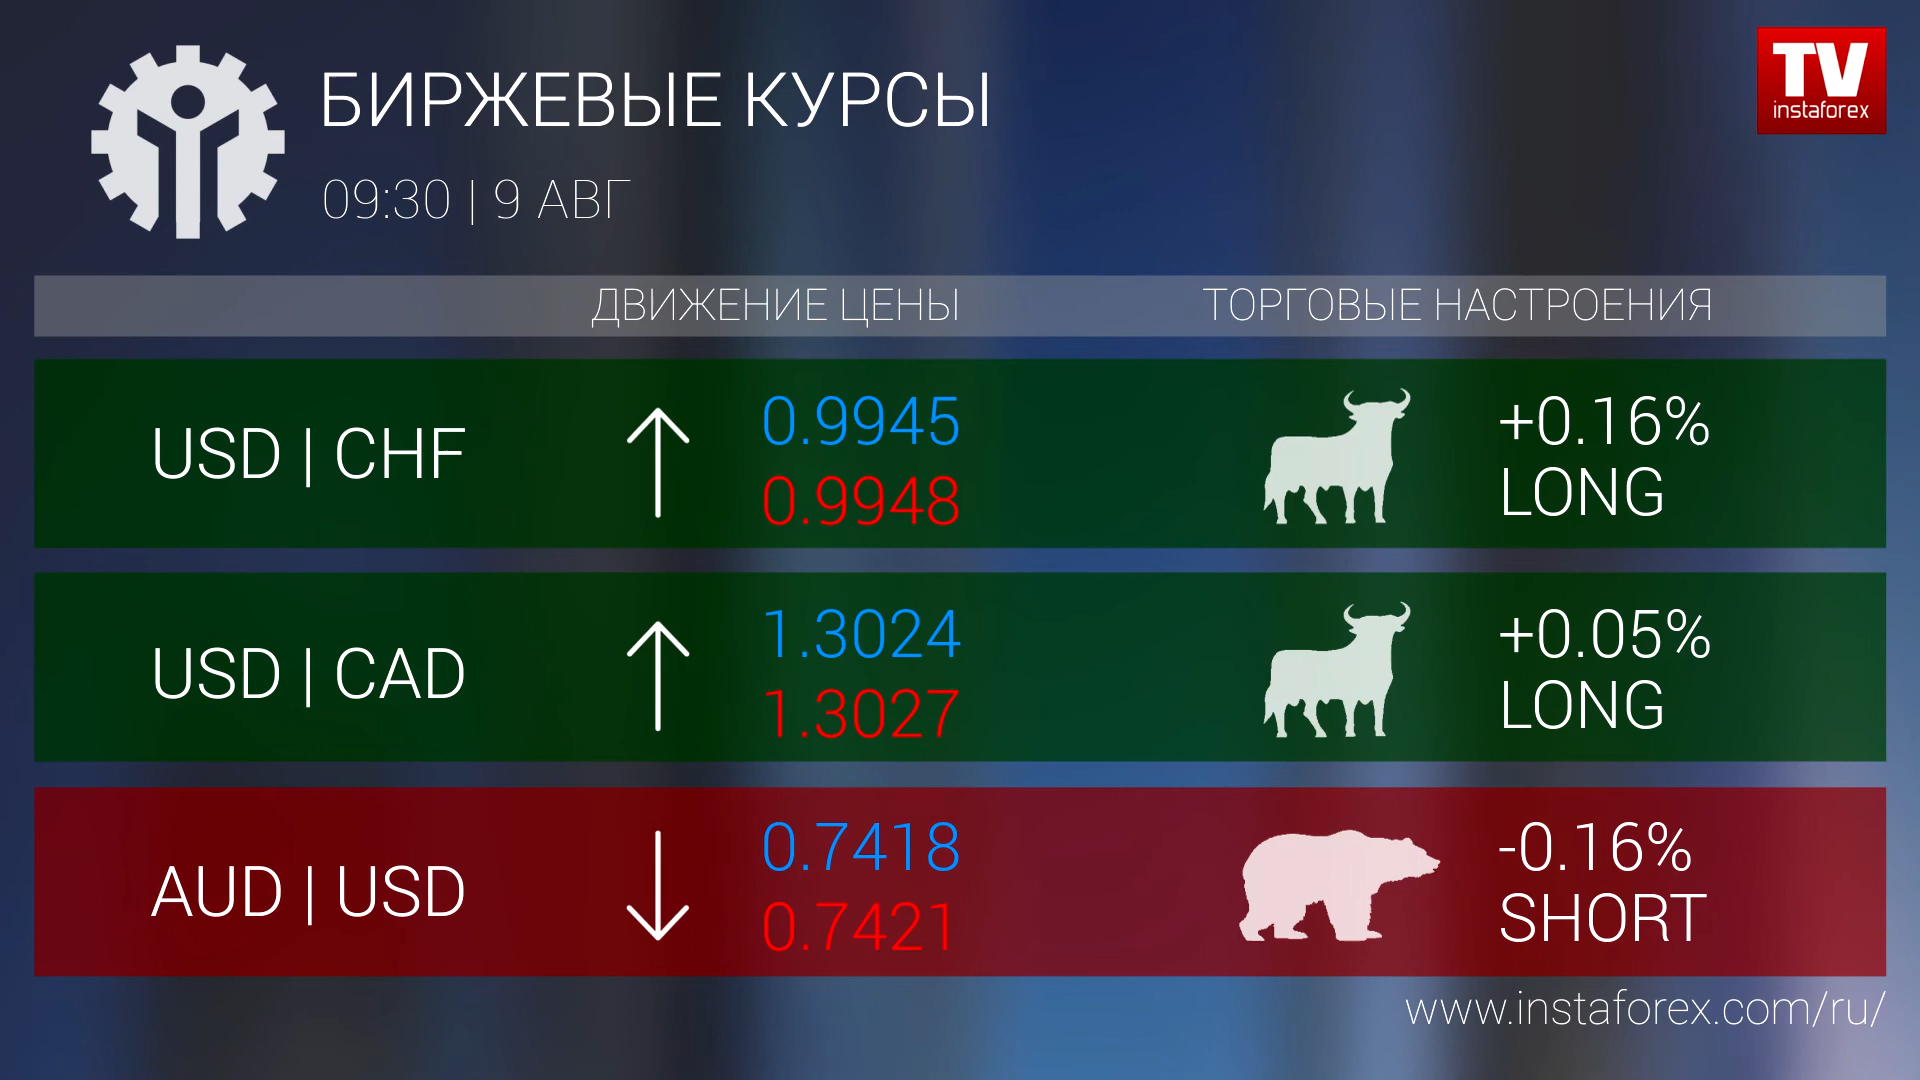 БИРЖЕВЫЕ КУРСЫ
TV
instaforex
09:30 | 9 АВГ
ДВИЖЕНИЕ ЦЕНЫ ТОРГОВЫЕ НАСТРОЕНИЯ
USD | CHF
0.9945
0.9948
+0.16%
LONG
USD | CAD
1.3024
1.3027
+0.05%
LONG
AUD | USD
0.7418
0.7421
-0.16%
SHORT
www.instaforex.com/ru/